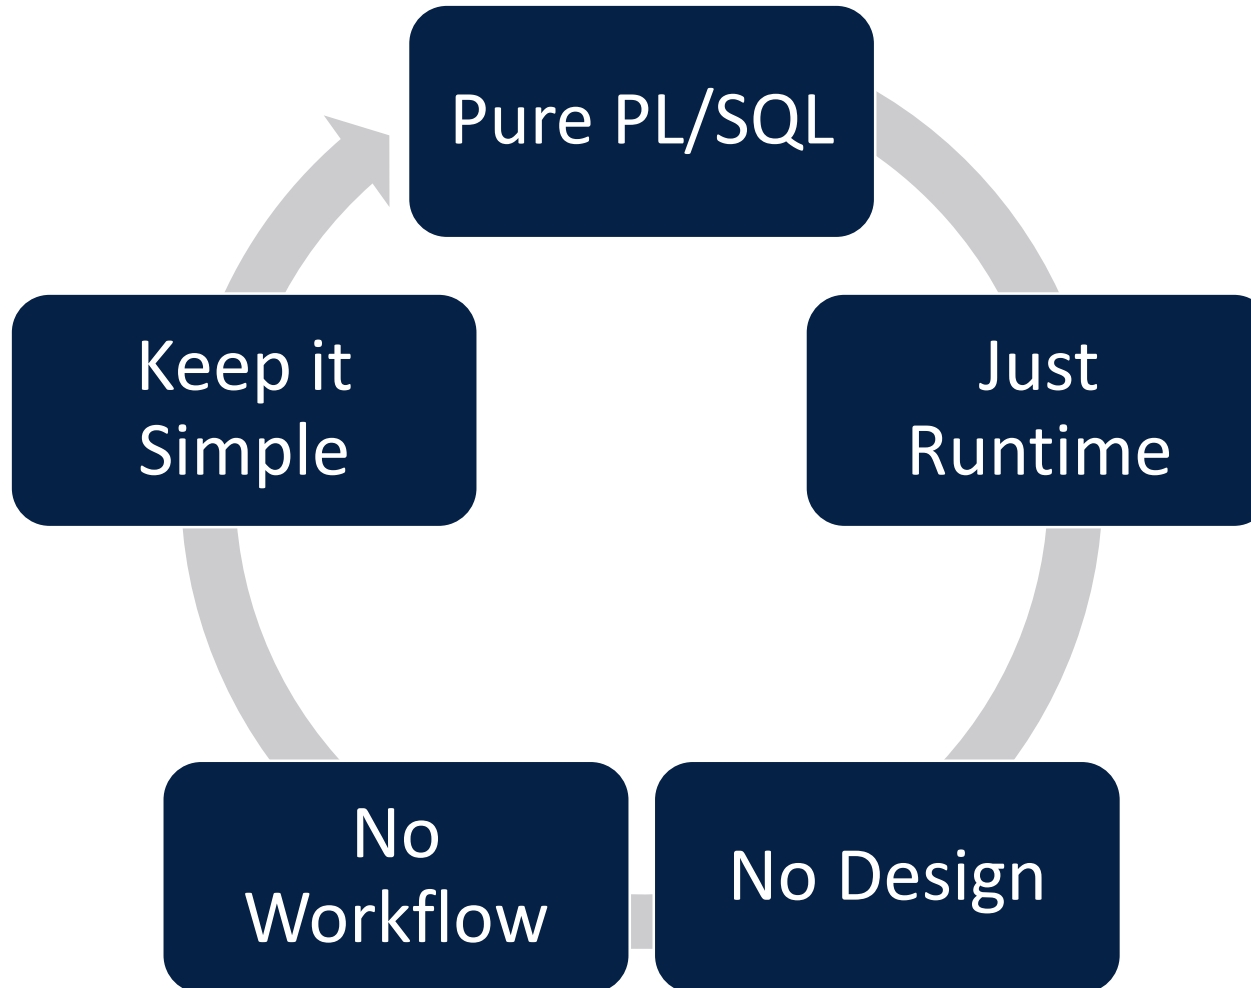 Pure PL/SQL
Just
Runtime
No Design
No
Workflow
Keep it
Simple